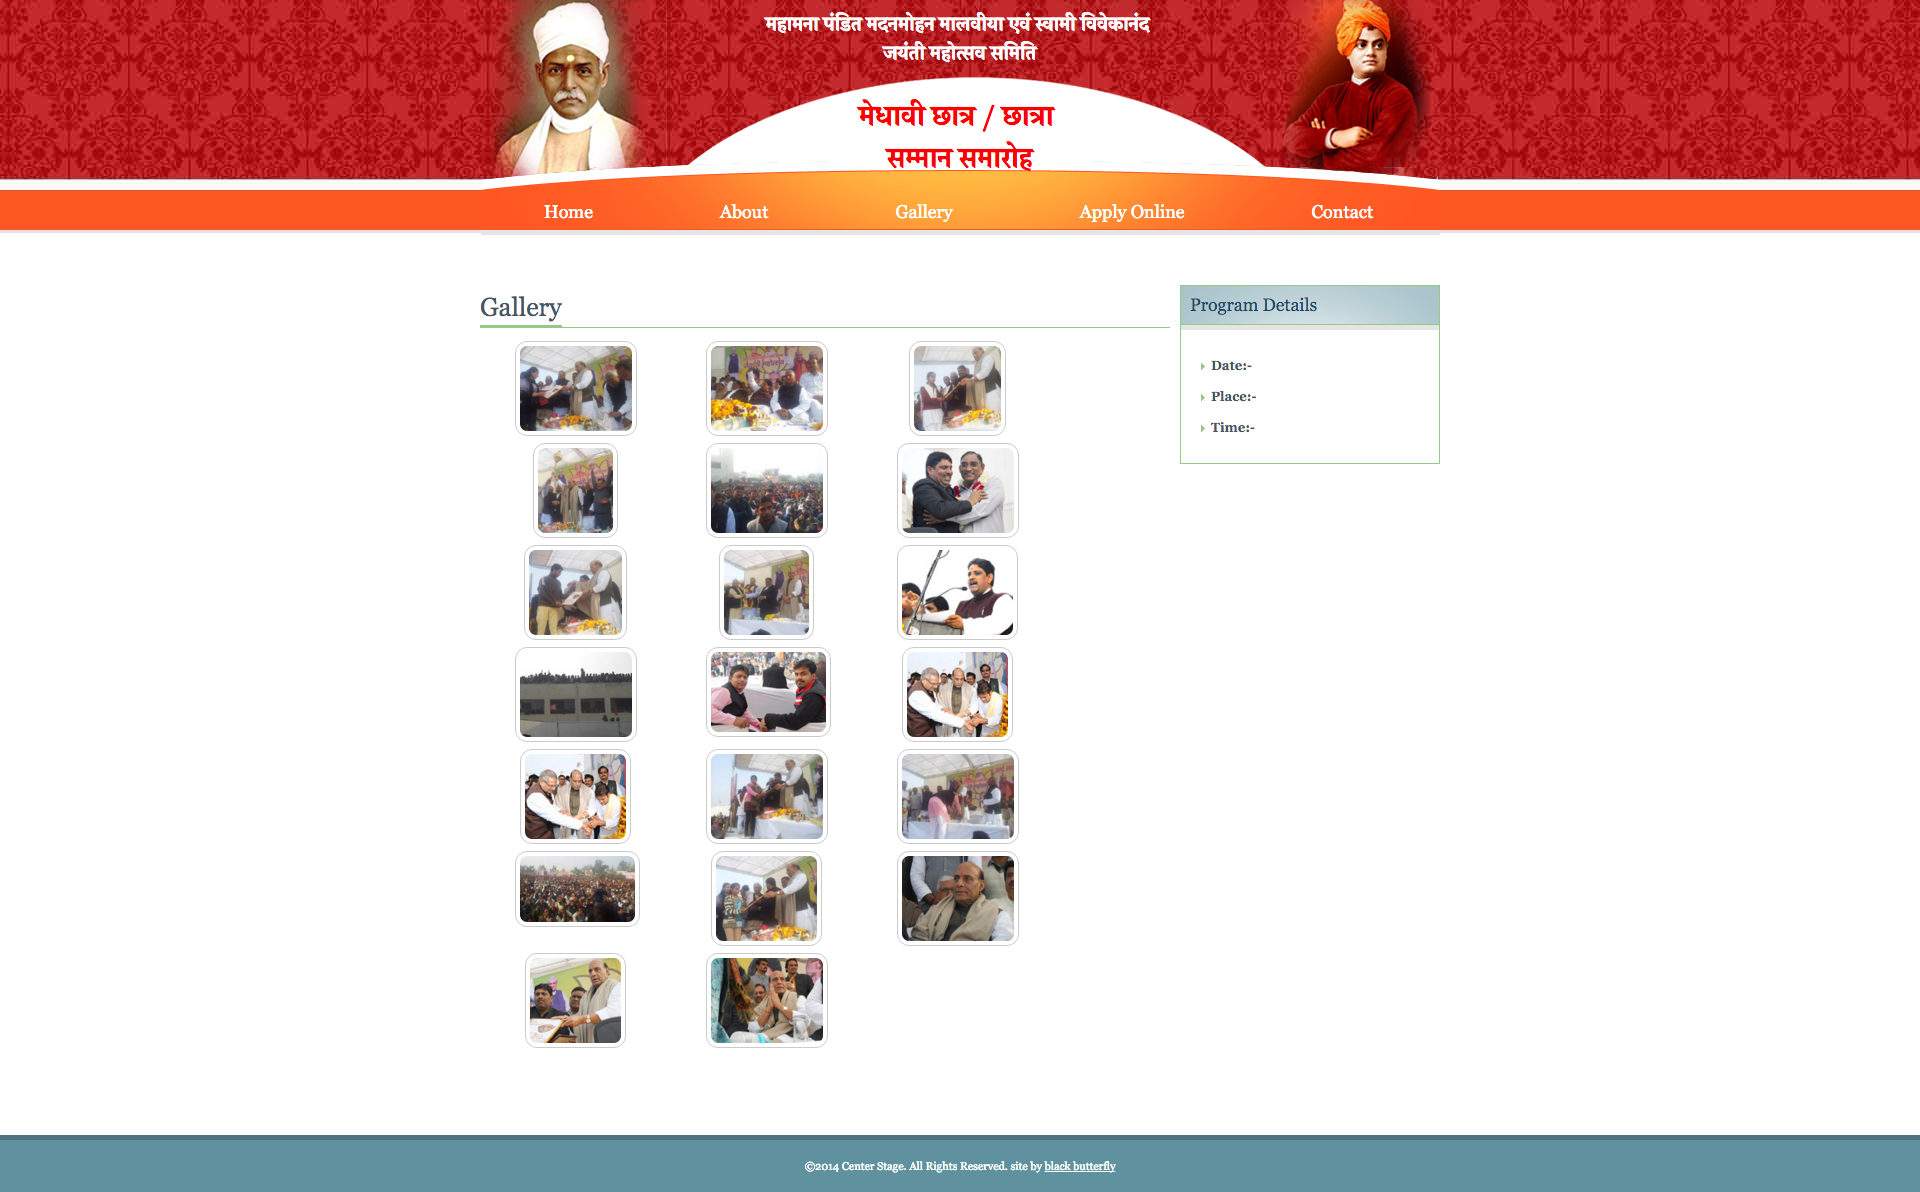 महामना पंडित मदनमोहन मालवीया एवं स्वामी विवेकानंद
जयंती महोत्सव समिति
मेधावी छात्र / छात्रा
सम्मान समारोह
Home
About
Gallery
Apply Online
Contact
Gallery
Program Details
Date:-
Place:-
Time:-
©2014 Center Stage. All Rights Reserved. site by black butterfly